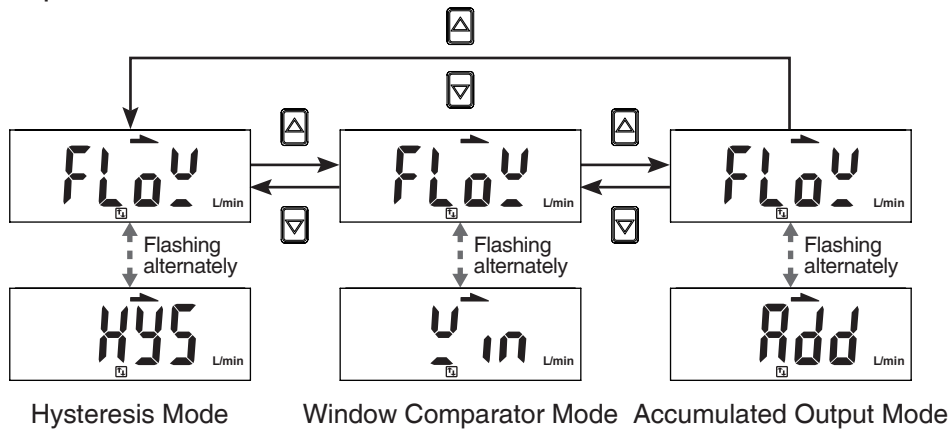 FLoW FLoW FLoW
L/min L/min L/min
Flashing alternately Flashing alternately Flashing alternately
HYS Win Add
L/min L/min L/min
Hysteresis Mode Window Comparator Mode Accumulated Output Mode